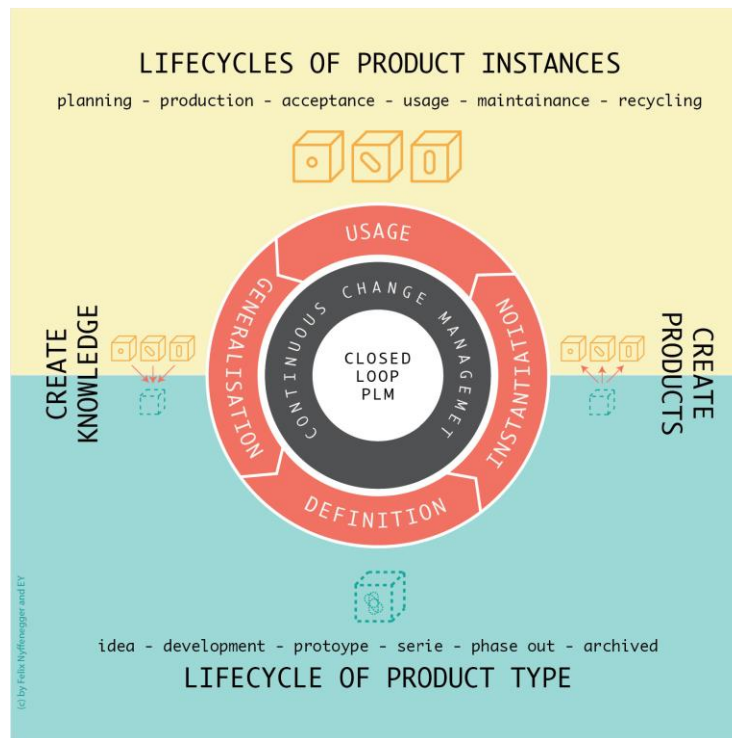 LIFECYCLES OF PRODUCT INSTANCES
planning - production - acceptance - usage - maintainance - recycling
USAGE
GENERALISATION
CONTINUOUS CHANGE MANAGEMET
INSTANTIATION
CLOSED
LOOP
PLM
CREATE
KNOWLEDGE
CREATE
PRODUCTS
DEFINITION
idea - development - protoype - serie - phase out - archived
LIFECYCLE OF PRODUCT TYPE
(c) by Felix Nyffenegger and EY